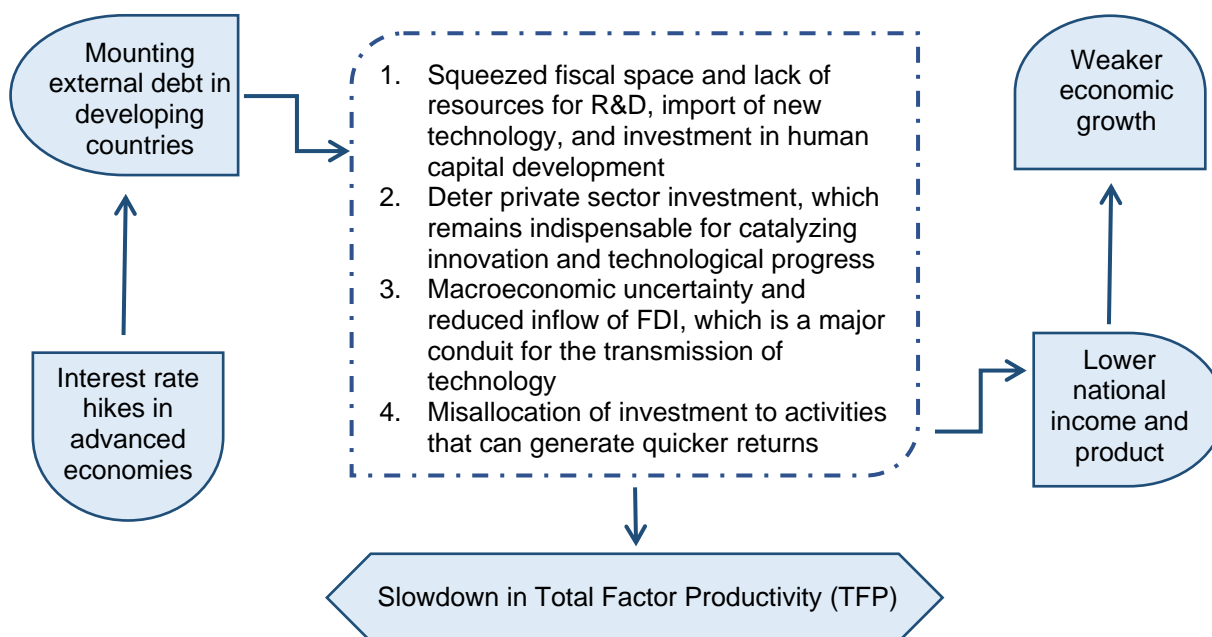 Mounting
external debt in
developing
countries
1. Squeezed fiscal space and lack of
resources for R&D, import of new
technology, and investment in human
capital development
2. Deter private sector investment, which
remains indispensable for catalyzing
innovation and technological progress
3. Macroeconomic uncertainty and
reduced inflow of FDI, which is a major
conduit for the transmission of
technology
4. Misallocation of investment to activities
that can generate quicker returns
Weaker
economic
growth
Interest rate
hikes in
advanced
economies
Lower
national
income and
product
Slowdown in Total Factor Productivity (TFP)